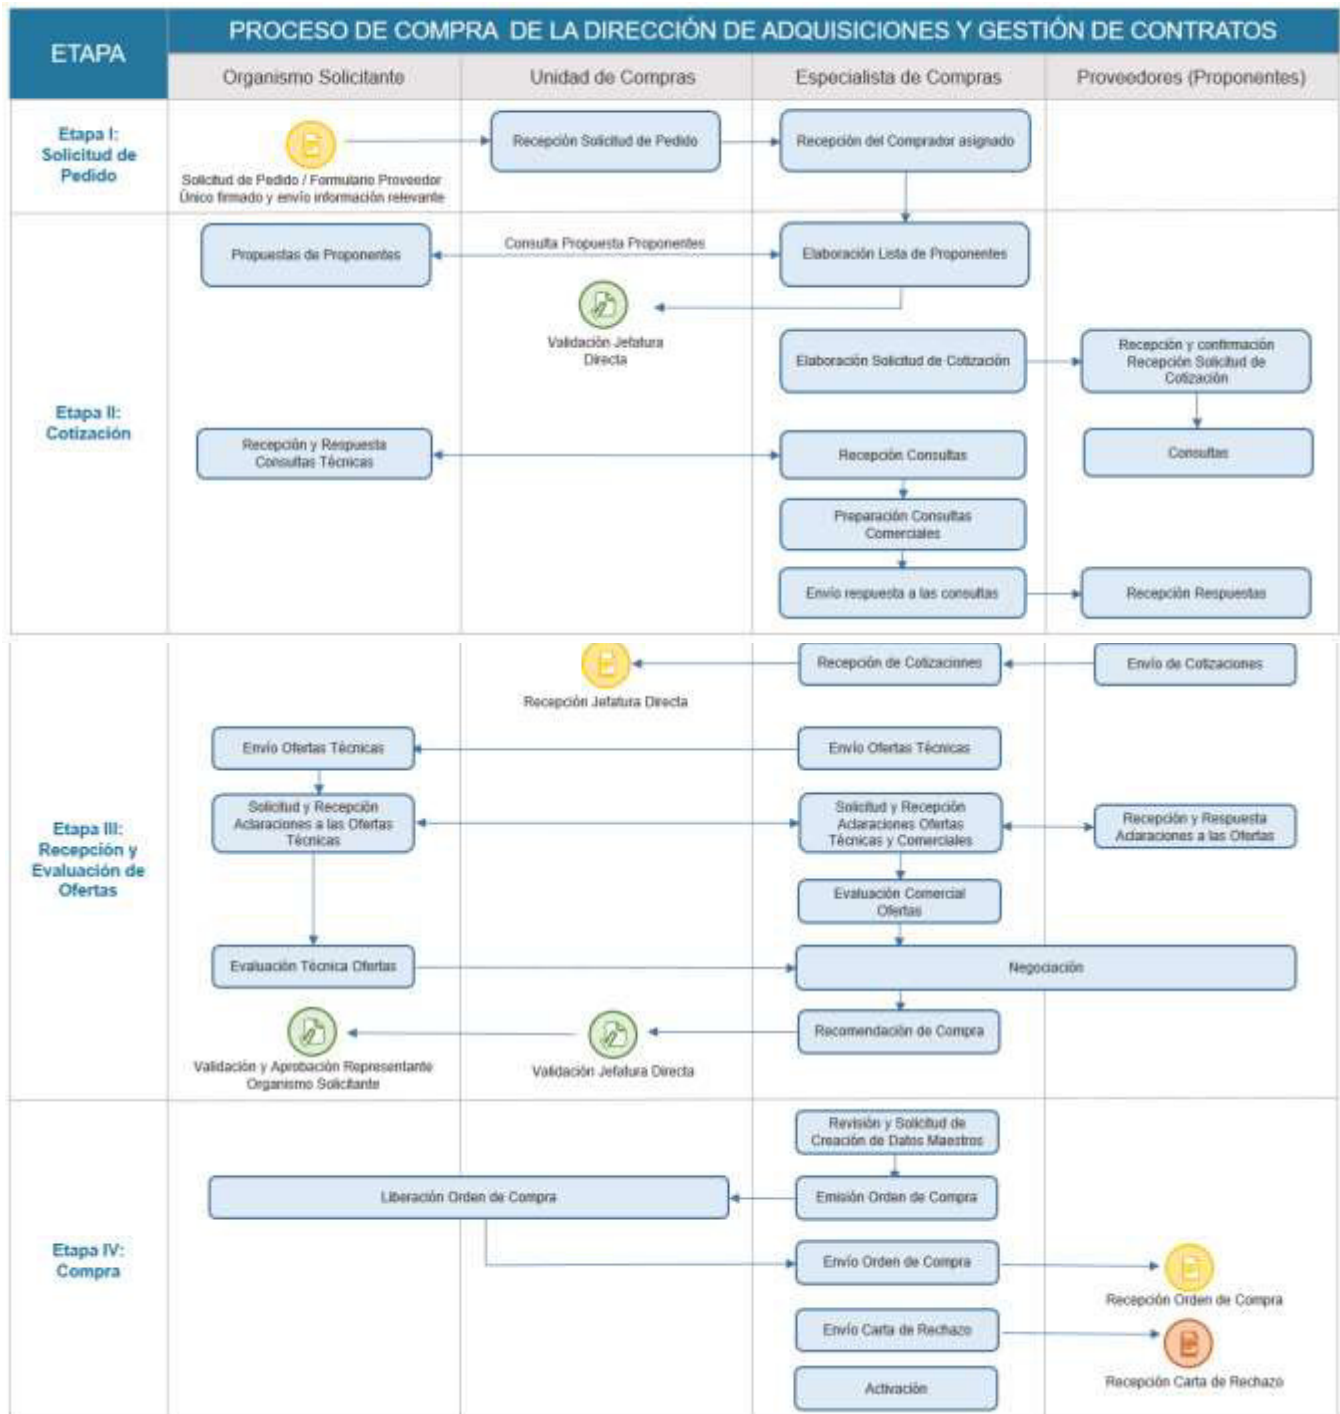 PROCESO DE COMPRA DE LA DIRECCIÓN DE ADQUISICIONES Y GESTIÓN DE CONTRATOS
ETAPA
Organismo Solicitante
Unidad de Compras
Especialista de Compras
Proveedores (Proponentes)
Etapa I:
Solicitud de
Pedido
Solicitud de Pedido / Formulario Proveedor
Único firmado y envío información relevante
Recepción Solicitud de Pedido
Recepción del Comprador asignado
Etapa II:
Cotización
Propuestas de Proponentes
Consulta Propuesta Proponentes
Elaboración Lista de Proponentes
Validación Jefatura
Directa
Elaboración Solicitud de Cotización
Recepción y confirmación
Recepción Solicitud de
Cotización
Recepción y Respuesta
Consultas Técnicas
Recepción Consultas
Consultas
Preparación Consultas
Comerciales
Envío respuesta a las consultas
Recepción Respuestas
Etapa III:
Recepción y
Evaluación de
Ofertas
Recepción Jefatura Directa
Recepción de Cotizaciones
Envío de Cotizaciones
Envío Ofertas Técnicas
Envío Ofertas Técnicas
Solicitud y Recepción
Aclaraciones a las Ofertas
Técnicas
Solicitud y Recepción
Aclaraciones Ofertas
Técnicas y Comerciales
Recepción y Respuesta
Aclaraciones a las Ofertas
Evaluación Comercial
Ofertas
Evaluación Técnica Ofertas
Negociación
Validación y Aprobación Representante
Organismo Solicitante
Validación Jefatura Directa
Recomendación de Compra
Etapa IV:
Compra
Revisión y Solicitud de
Creación de Datos Maestros
Liberación Orden de Compra
Emisión Orden de Compra
Envío Orden de Compra
Recepción Orden de Compra
Envío Carta de Rechazo
Recepción Carta de Rechazo
Activación